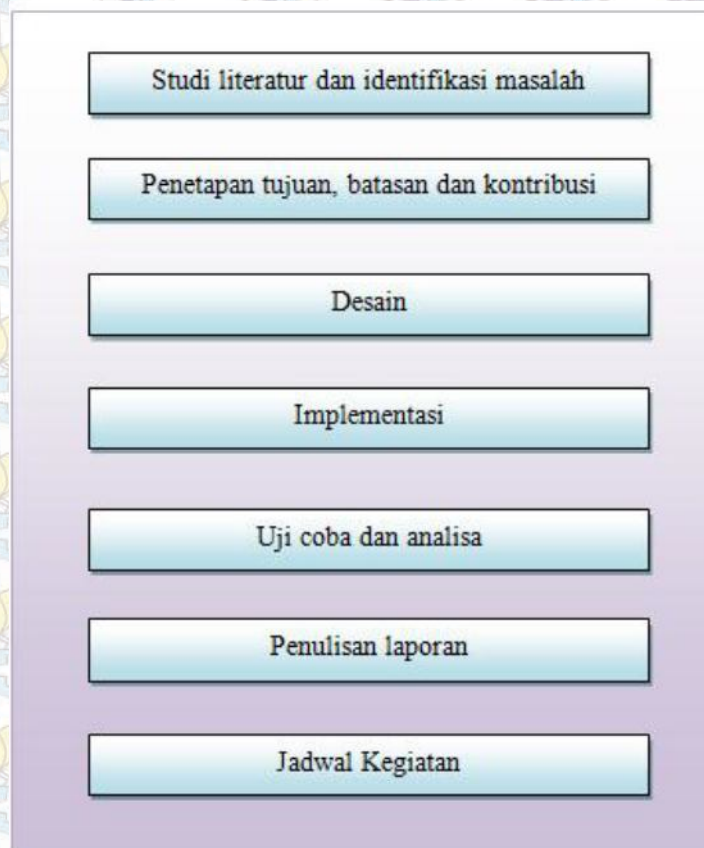 Studi literatur dan identifikasi masalah
Penetapan tujuan, batasan dan kontribusi
Desain
Implementasi
Uji coba dan analisa
Penulisan laporan
Jadwal Kegiatan